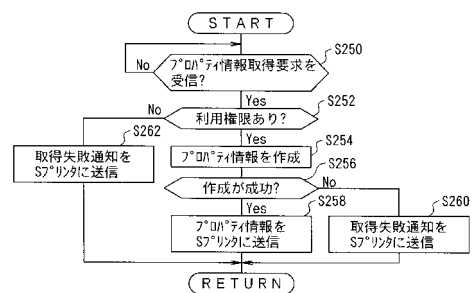 START
S250
プロパティ情報取得要求を
受信?
No
Yes
S252
利用権限あり?
No
Yes
S262
取得失敗通知を
Sプリンタに送信
S254
プロパティ情報を作成
S256
作成が成功?
No
Yes
S258
プロパティ情報を
Sプリンタに送信
S260
取得失敗通知を
Sプリンタに送信
RETURN